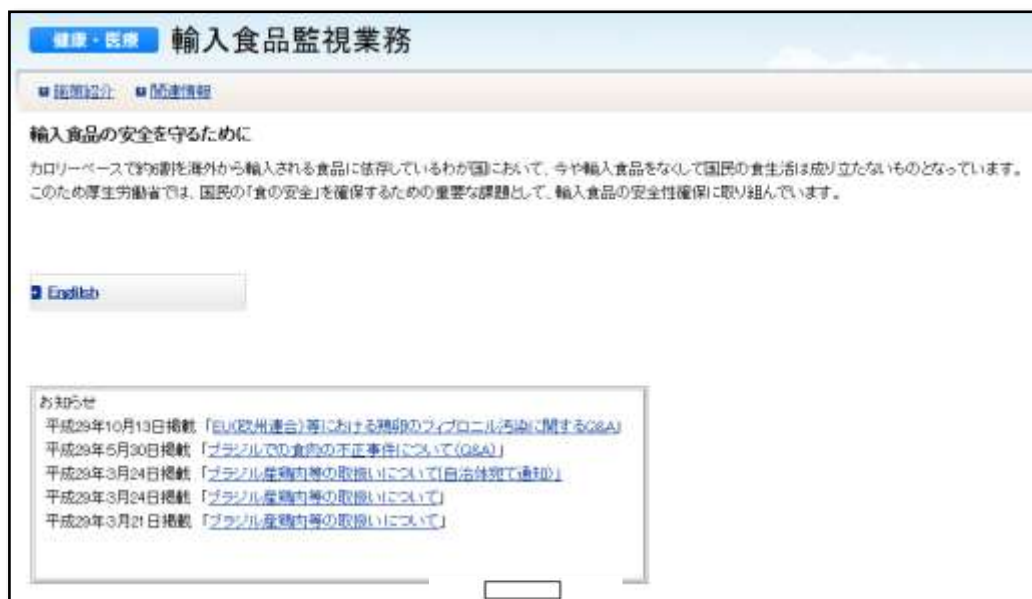 健康・医療 輸入食品監視業務
施策紹介 関連情報
輸入食品の安全を守るために
カロリーベースで約6割を海外から輸入される食品に依存しているわが国において、今や輸入食品をなくして国民の食生活は成り立たないものとなっています。
このため厚生労働省では、国民の「食の安全」を確保するための重要な課題として、輸入食品の安全性確保に取り組んでいます。
English
お知らせ
平成29年10月13日掲載「EU(欧州連合)等における鶏卵のフィプロニル汚染に関するQ&A」
平成29年5月30日掲載「ブラジルでの食肉の不正事件について(Q&A)」
平成29年3月24日掲載「ブラジル産鶏肉等の取扱いについて(自治体宛て通知)」
平成29年3月24日掲載「ブラジル産鶏肉等の取扱いについて」
平成29年3月21日掲載「ブラジル産鶏肉等の取扱いについて」